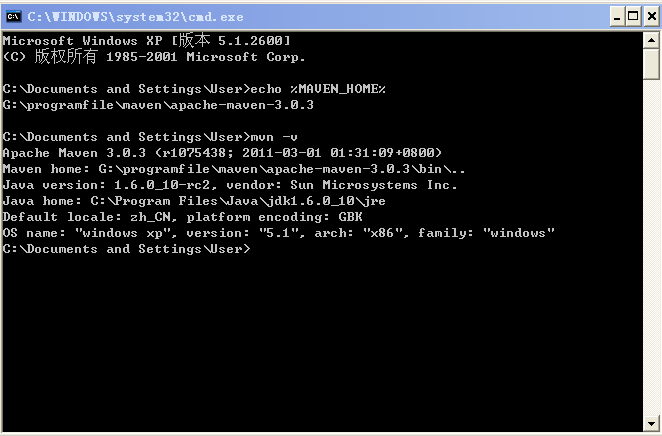 C:\WINDOWS\system32\cmd.exe
Microsoft Windows XP [版本 5.1.2600]
(C) 版权所有 1985-2001 Microsoft Corp.
C:\Documents and Settings\User>echo %MAVEN_HOME%
G:\programfile\maven\apache-maven-3.0.3
C:\Documents and Settings\User>mvn -v
Apache Maven 3.0.3 (r1075438; 2011-03-01 01:31:09+0800)
Maven home: G:\programfile\maven\apache-maven-3.0.3\bin\..
Java version: 1.6.0_10-rc2, vendor: Sun Microsystems Inc.
Java home: C:\Program Files\Java\jdk1.6.0_10\jre
Default locale: zh_CN, platform encoding: GBK
OS name: "windows xp", version: "5.1", arch: "x86", family: "windows"
C:\Documents and Settings\User>